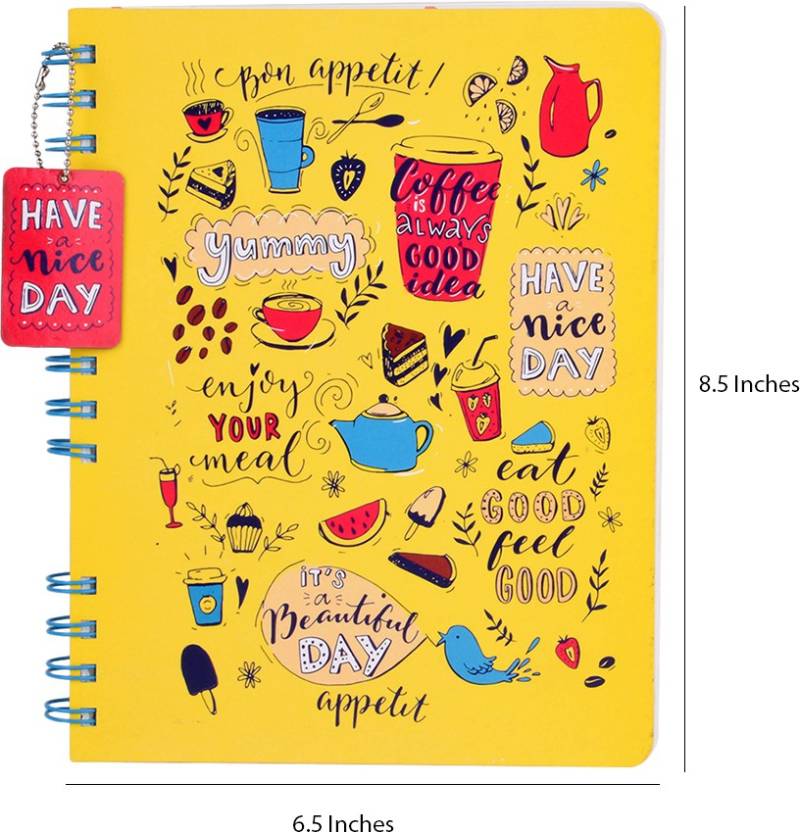 Bon appetit!
HAVE
a
nice
DAY
Coffee
IS
always
GOOD
idea
yummy
HAVE
a
nice
DAY
8.5 Inches
enjoy
YOUR
meal
eat
GOOD
feel
GOOD
IT'S
a
Beautiful
DAY
appetit
6.5 Inches